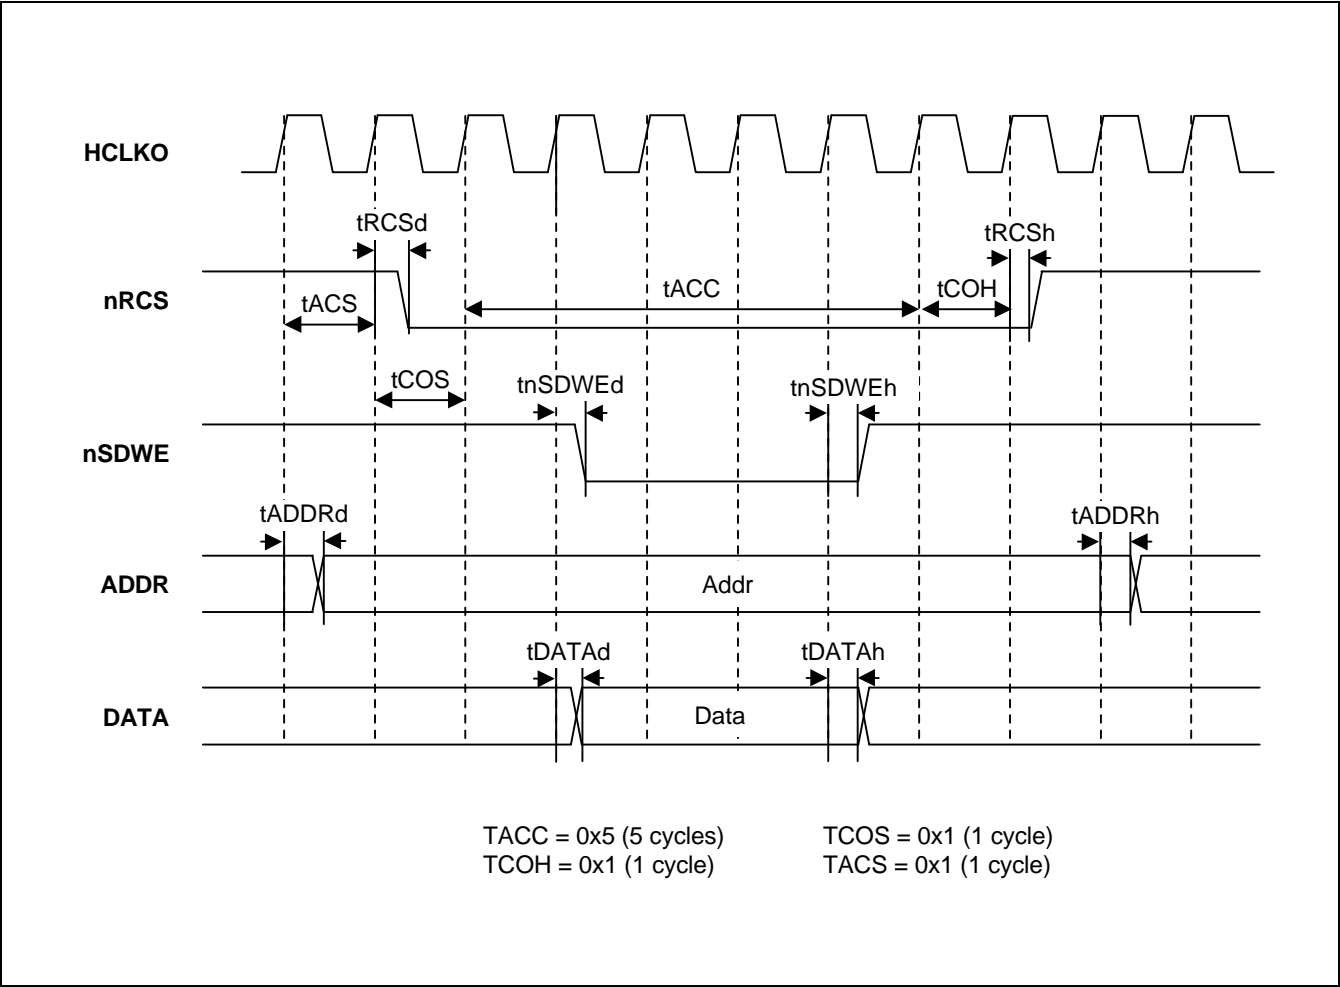 HCLKO
tRCSd
tRCSh
nRCS
tACS
tACC
tCOH
tCOS
tnSDWEd
tnSDWEh
nSDWE
tADDRd
tADDRh
ADDR
Addr
tDATAd
tDATAh
DATA
Data
TACC = 0x5 (5 cycles)
TCOS = 0x1 (1 cycle)
TCOH = 0x1 (1 cycle)
TACS = 0x1 (1 cycle)